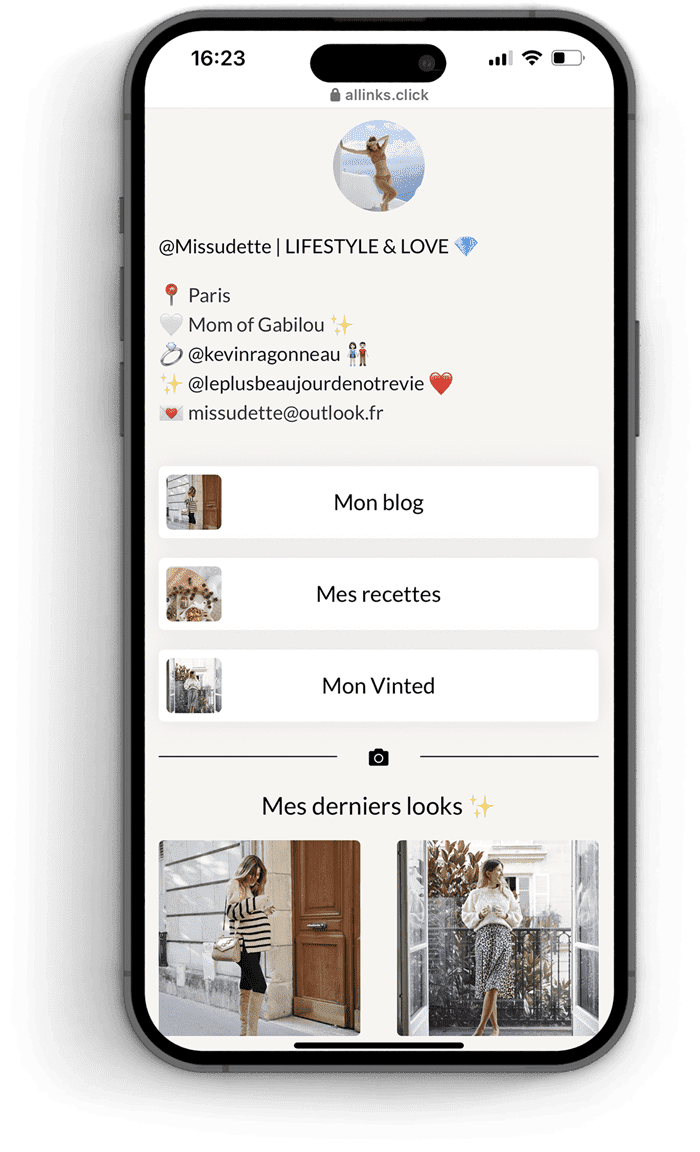 16:23
allinks.click
@Missudette | LIFESTYLE & LOVE 💎
📍 Paris
🤍 Mom of Gabilou ✨
💍 @kevinragonneau 👫
✨ @leplusbeaujourdenotrevie ❤️
💌 missudette@outlook.fr
Mon blog
Mes recettes
Mon Vinted
Mes derniers looks ✨